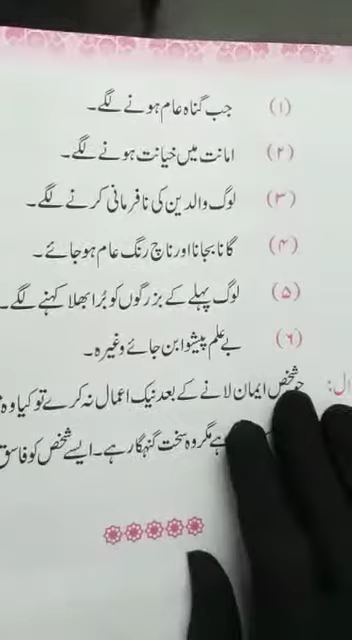 (۱) جب گناہ عام ہونے لگے۔
(۲) امانت میں خیانت ہونے لگے۔
(۳) لوگ والدین کی نافرمانی کرنے لگے۔
(۴) گانا بجانا اور ناچ رنگ عام ہو جائے۔
(۵) لوگ پہلے کے بزرگوں کو بُرا بھلا کہنے لگے۔
(۶) بے علم پیشوا بن جائے وغیرہ۔
شخص ایمان لانے کے بعد نیک اعمال نہ کرے تو کیا وہ
ہے مگر وہ سخت گنہگار ہے۔ ایسے شخص کو فاسق